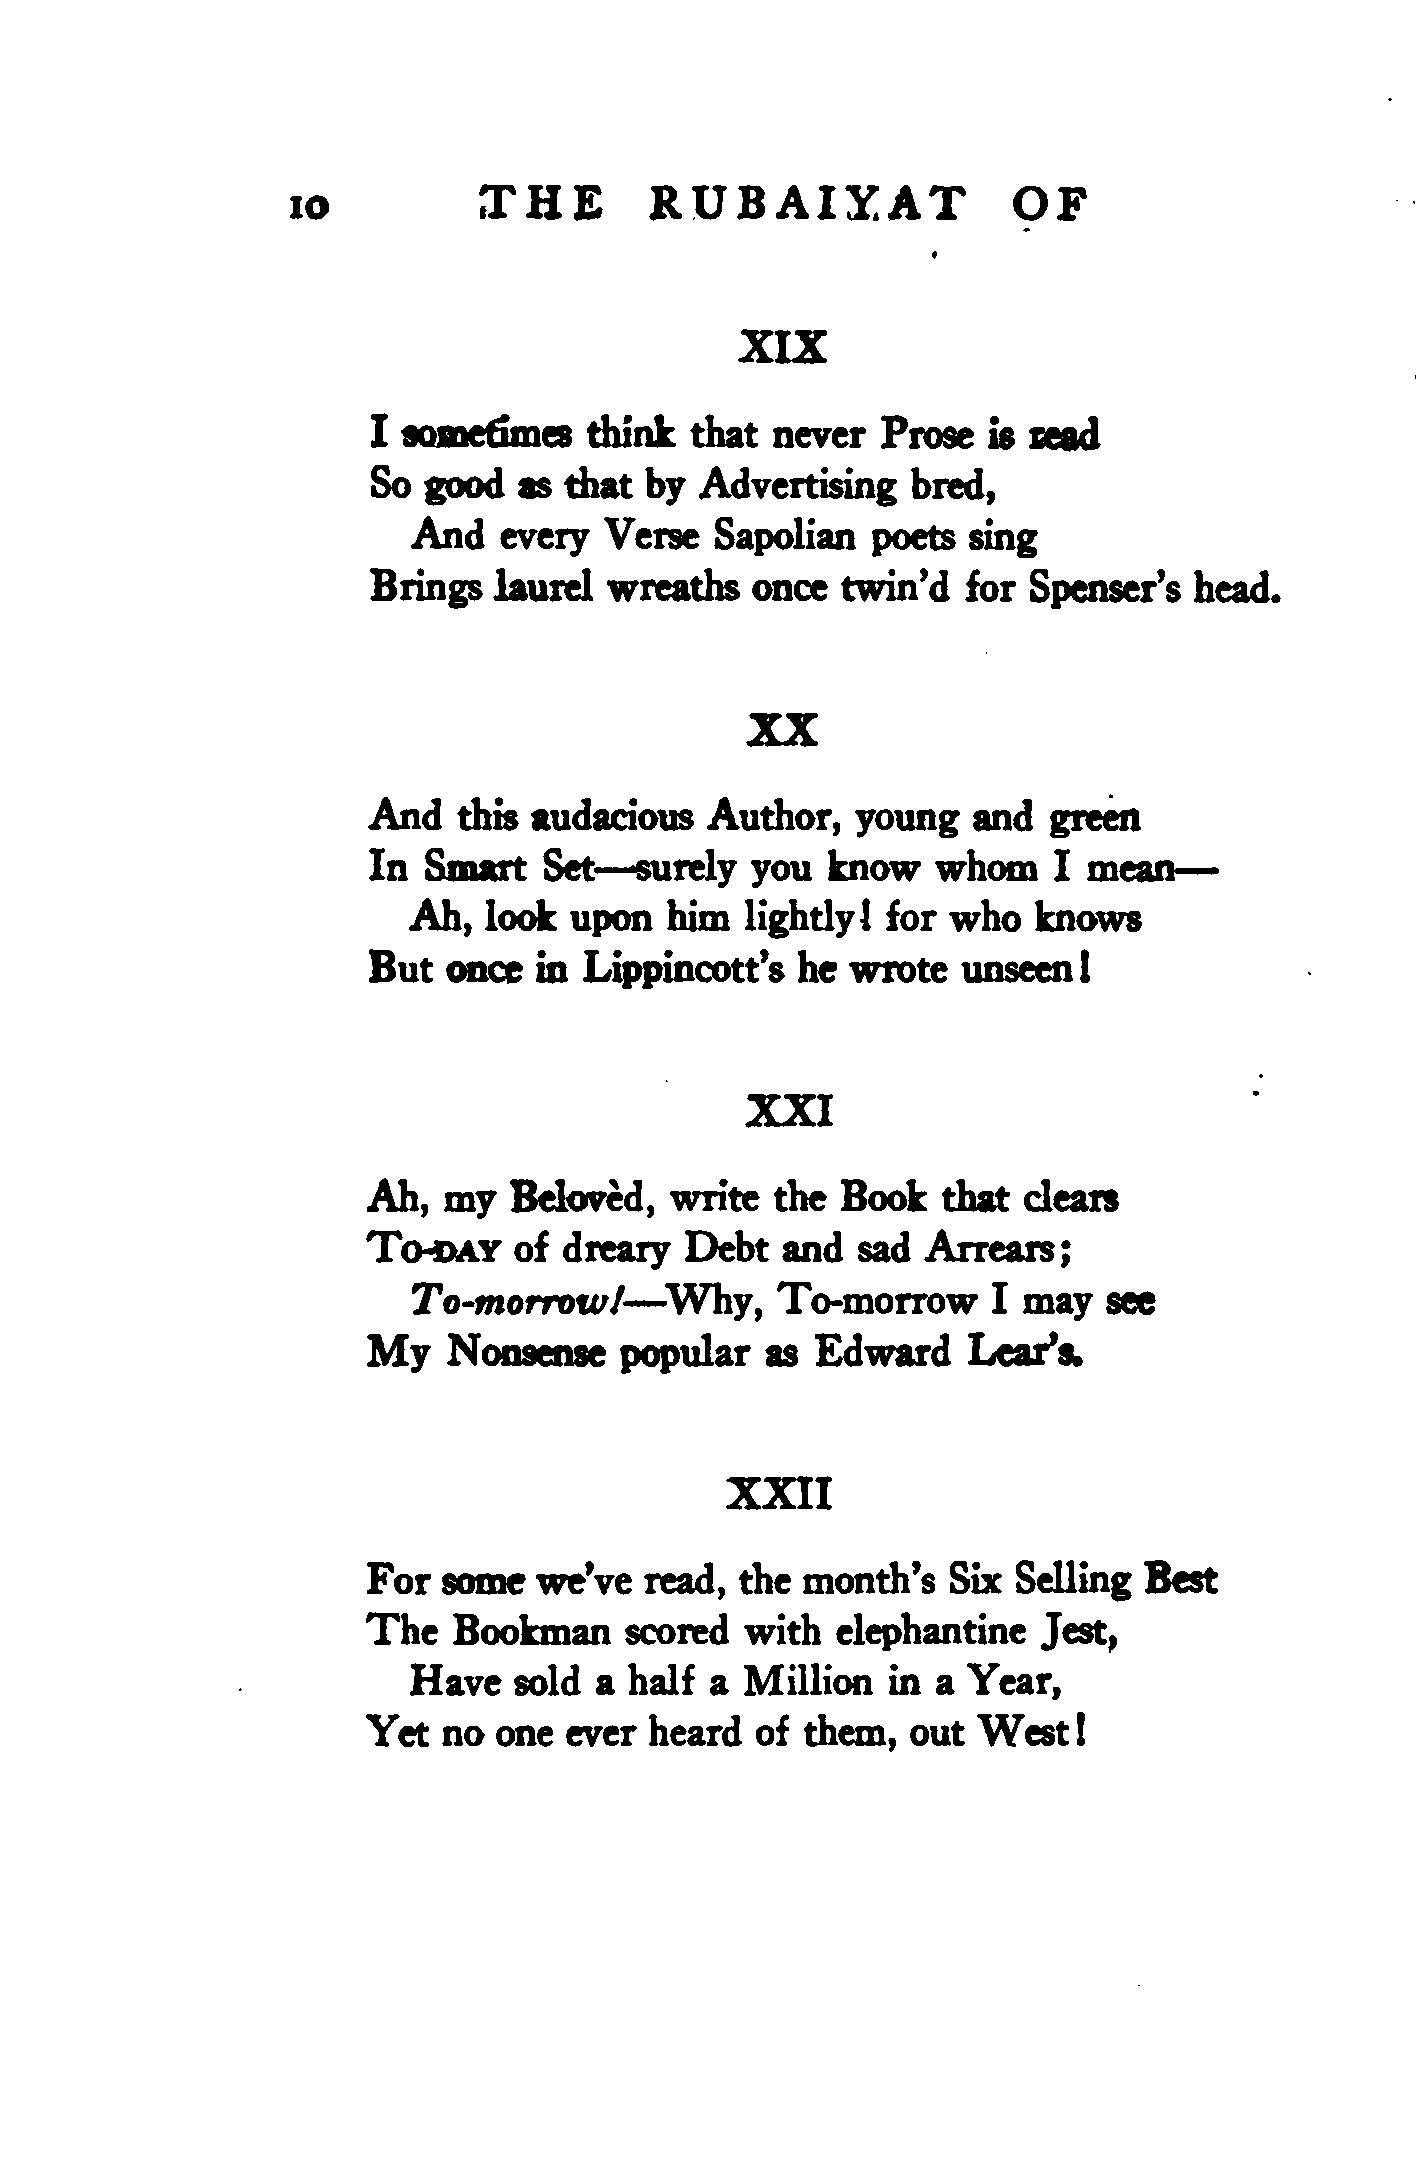 10 THE RUBAIYAT OF
XIX
I sometimes think that never Prose is read
So good as that by Advertising bred,
And every Verse Sapolian poets sing
Brings laurel wreaths once twin'd for Spenser's head.
XX
And this audacious Author, young and green
In Smart Set—surely you know whom I mean—
Ah, look upon him lightly! for who knows
But once in Lippincott's he wrote unseen!
XXI
Ah, my Belovèd, write the Book that clears
TO-DAY of dreary Debt and sad Arrears;
To-morrow!—Why, To-morrow I may see
My Nonsense popular as Edward Lear's.
XXII
For some we've read, the month's Six Selling Best
The Bookman scored with elephantine Jest,
Have sold a half a Million in a Year,
Yet no one ever heard of them, out West!